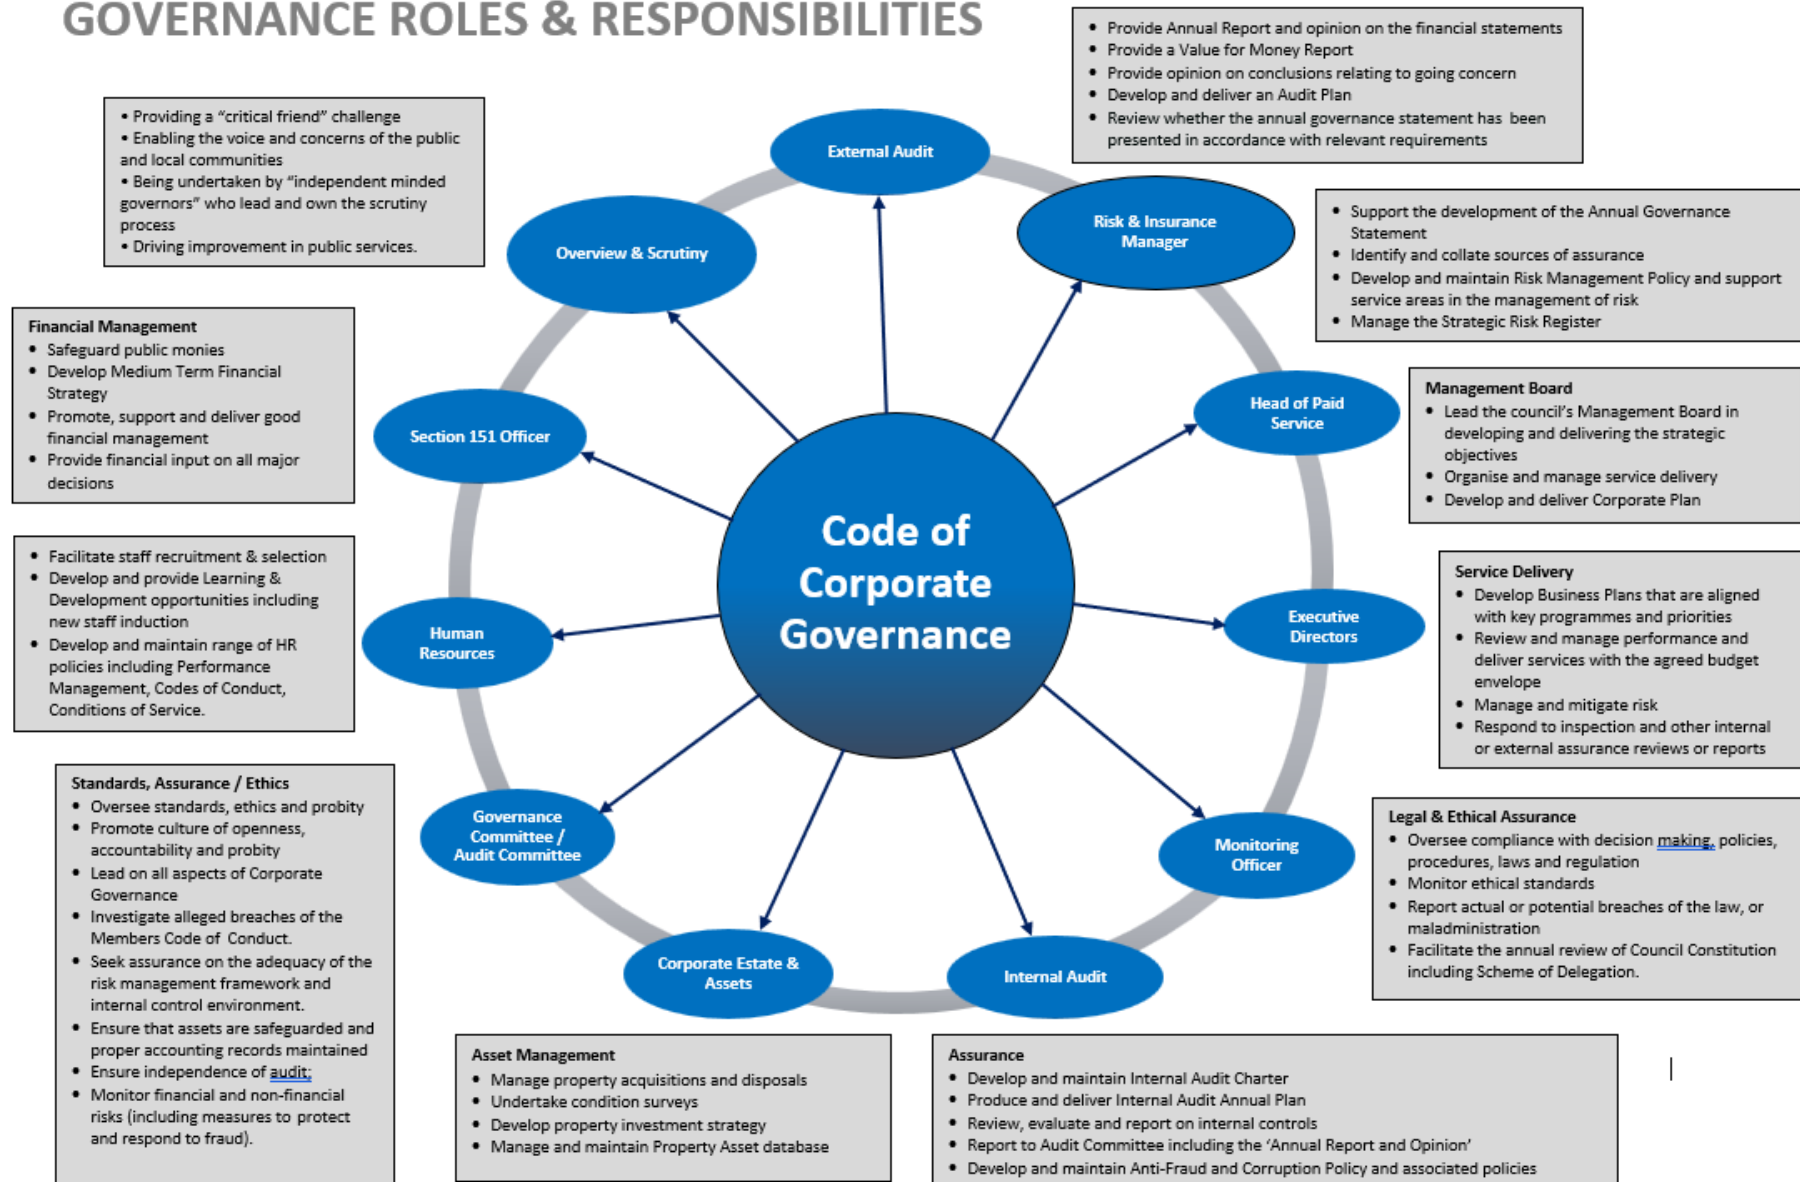 GOVERNANCE ROLES & RESPONSIBILITIES
• Provide Annual Report and opinion on the financial statements
• Provide a Value for Money Report
• Provide opinion on conclusions relating to going concern
• Develop and deliver an Audit Plan
• Review whether the annual governance statement has been
presented in accordance with relevant requirements
• Providing a “critical friend” challenge
• Enabling the voice and concerns of the public
and local communities
• Being undertaken by “independent minded
governors” who lead and own the scrutiny
process
• Driving improvement in public services.
External Audit
Risk & Insurance
Manager
Overview & Scrutiny
• Support the development of the Annual Governance
Statement
• Identify and collate sources of assurance
• Develop and maintain Risk Management Policy and support
service areas in the management of risk
• Manage the Strategic Risk Register
Financial Management
• Safeguard public monies
• Develop Medium Term Financial
Strategy
• Promote, support and deliver good
financial management
• Provide financial input on all major
decisions
Section 151 Officer
Head of Paid
Service
Management Board
• Lead the council’s Management Board in
developing and delivering the strategic
objectives
• Organise and manage service delivery
• Develop and deliver Corporate Plan
Code of
Corporate
Governance
• Facilitate staff recruitment & selection
• Develop and provide Learning &
Development opportunities including
new staff induction
• Develop and maintain range of HR
policies including Performance
Management, Codes of Conduct,
Conditions of Service.
Human
Resources
Executive
Directors
Service Delivery
• Develop Business Plans that are aligned
with key programmes and priorities
• Review and manage performance and
deliver services with the agreed budget
envelope
• Manage and mitigate risk
• Respond to inspection and other internal
or external assurance reviews or reports
Standards, Assurance / Ethics
• Oversee standards, ethics and probity
• Promote culture of openness,
accountability and probity
• Lead on all aspects of Corporate
Governance
• Investigate alleged breaches of the
Members Code of Conduct.
• Seek assurance on the adequacy of the
risk management framework and
internal control environment.
• Ensure that assets are safeguarded and
proper accounting records maintained
• Ensure independence of audit;
• Monitor financial and non-financial
risks (including measures to protect
and respond to fraud).
Governance
Committee /
Audit Committee
Monitoring
Officer
Legal & Ethical Assurance
• Oversee compliance with decision making, policies,
procedures, laws and regulation
• Monitor ethical standards
• Report actual or potential breaches of the law, or
maladministration
• Facilitate the annual review of Council Constitution
including Scheme of Delegation.
Corporate Estate &
Assets
Internal Audit
Asset Management
• Manage property acquisitions and disposals
• Undertake condition surveys
• Develop property investment strategy
• Manage and maintain Property Asset database
Assurance
• Develop and maintain Internal Audit Charter
• Produce and deliver Internal Audit Annual Plan
• Review, evaluate and report on internal controls
• Report to Audit Committee including the ‘Annual Report and Opinion’
• Develop and maintain Anti-Fraud and Corruption Policy and associated policies